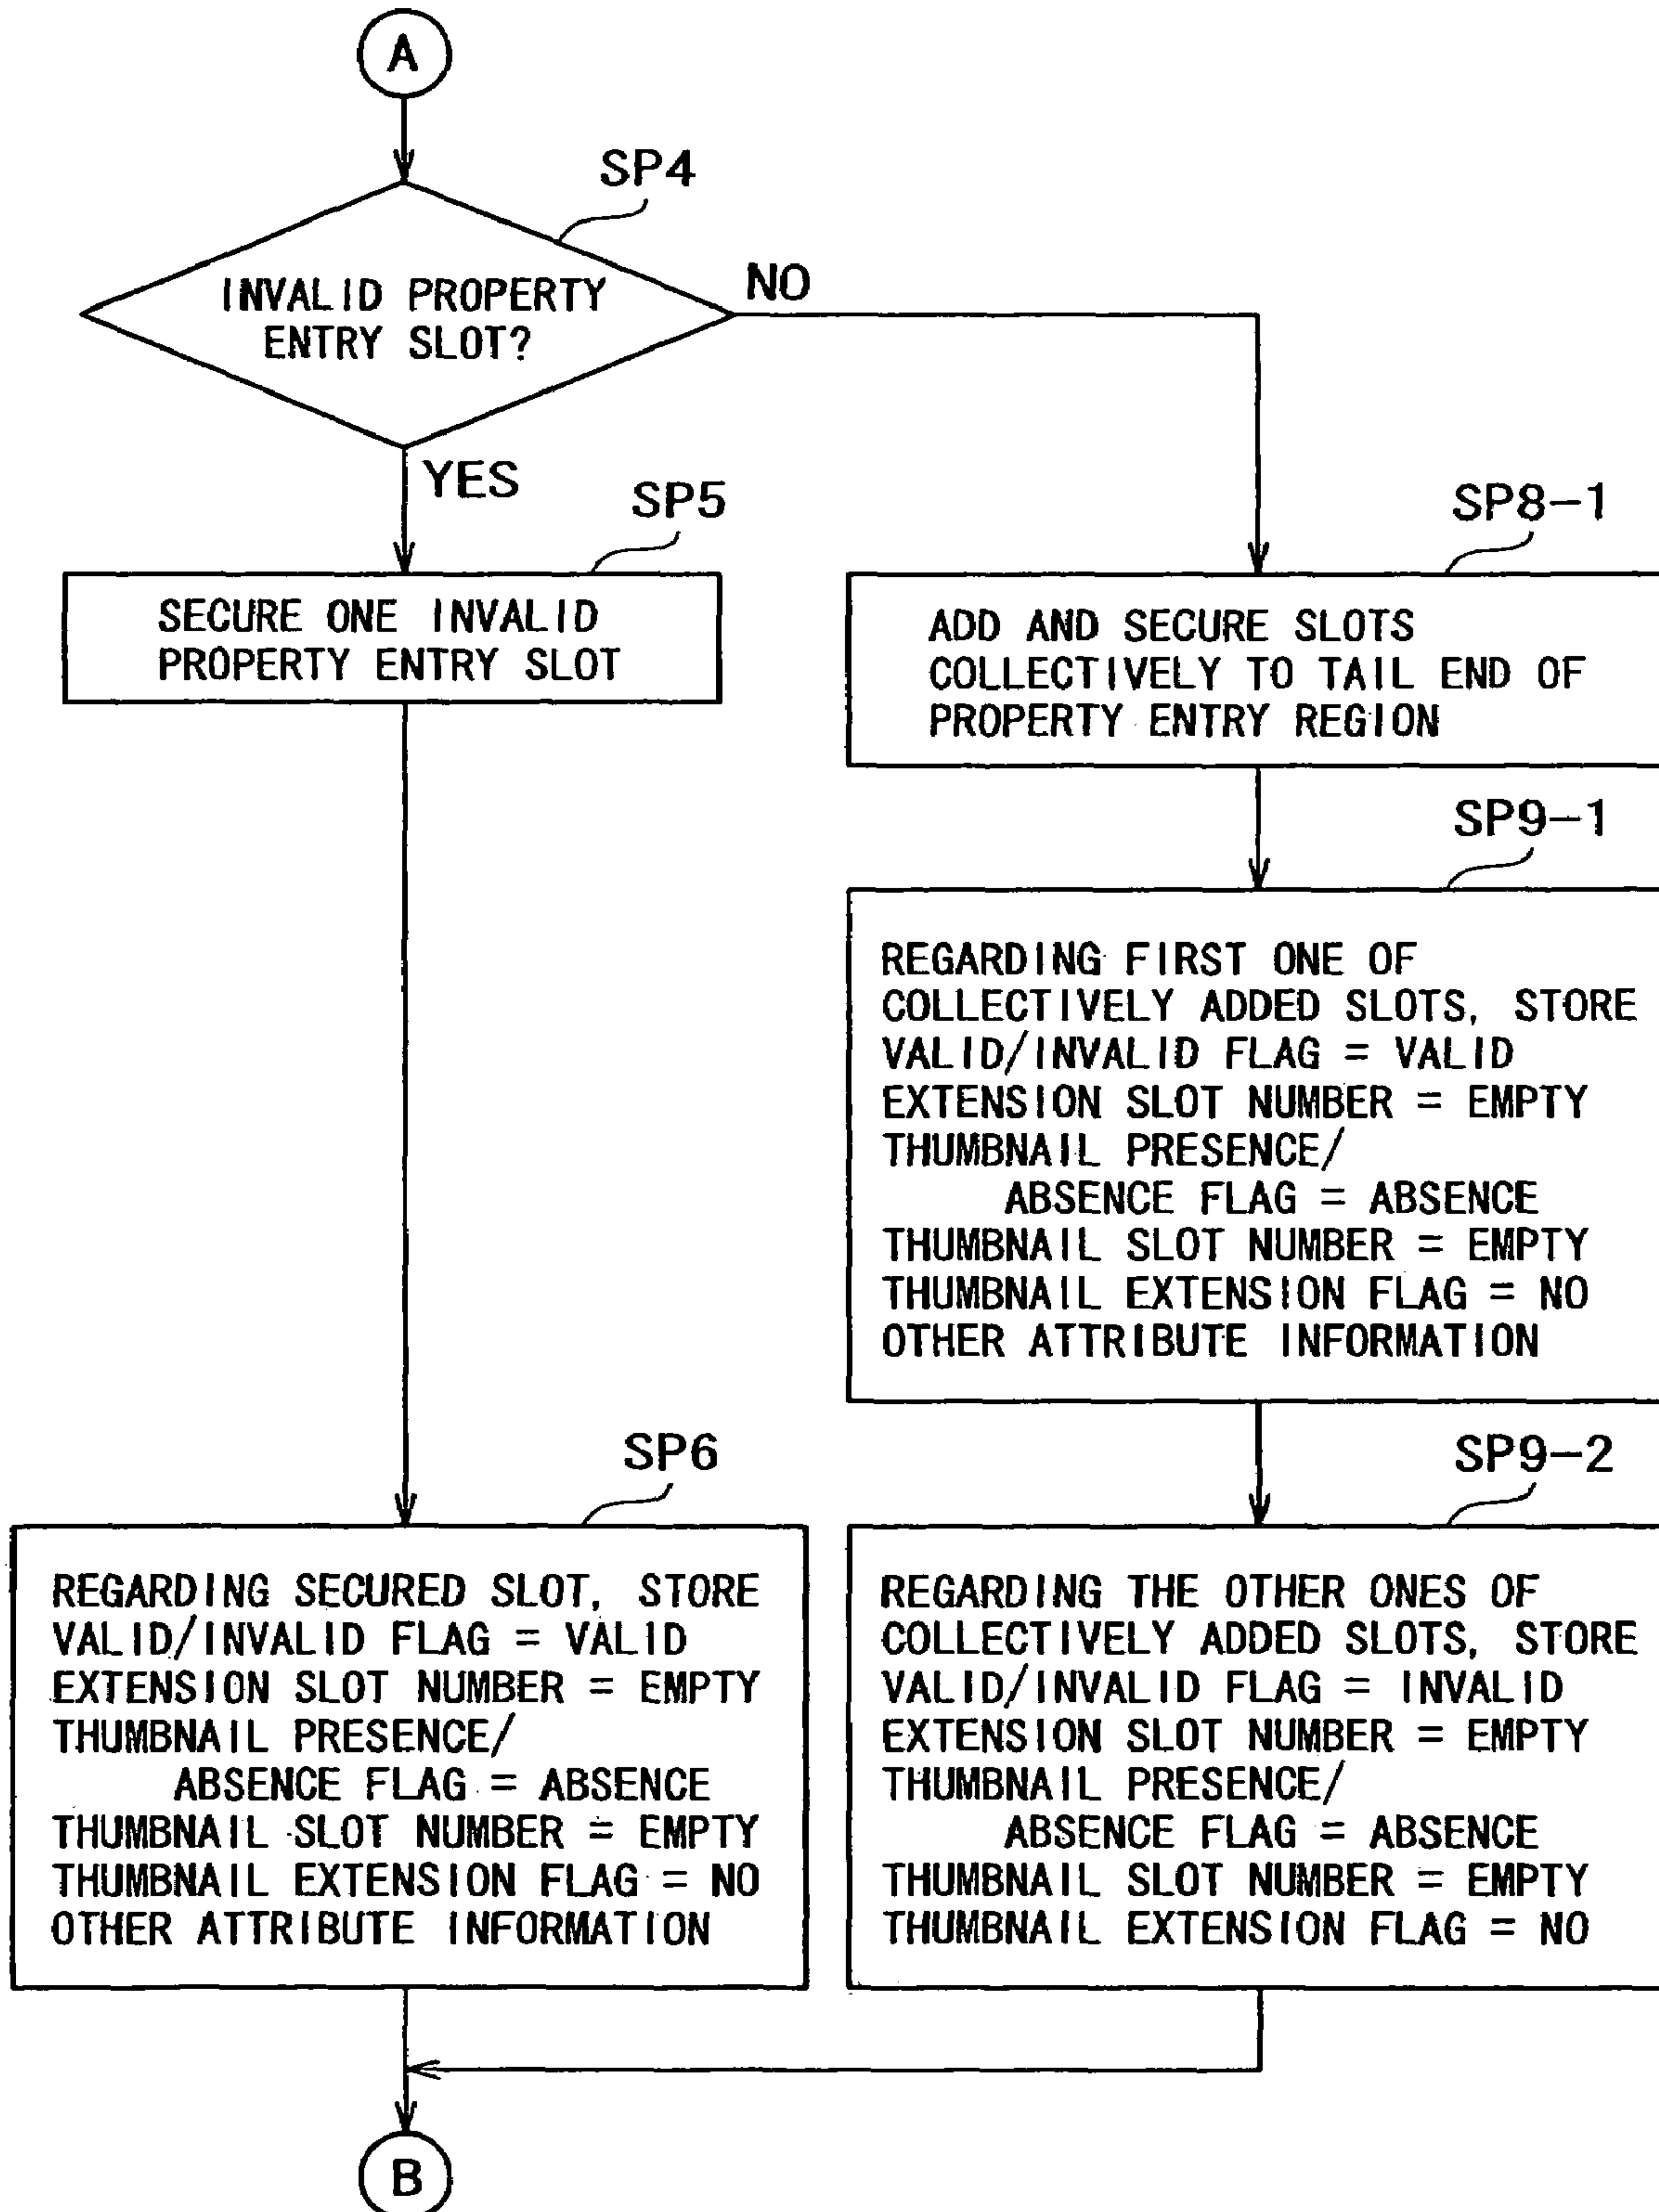 A
SP4
INVALID PROPERTY
ENTRY SLOT?
NO
YES
SP5
SECURE ONE INVALID
PROPERTY ENTRY SLOT
SP8-1
ADD AND SECURE SLOTS
COLLECTIVELY TO TAIL END OF
PROPERTY ENTRY REGION
SP9-1
REGARDING FIRST ONE OF
COLLECTIVELY ADDED SLOTS, STORE
VALID/INVALID FLAG = VALID
EXTENSION SLOT NUMBER = EMPTY
THUMBNAIL PRESENCE/
ABSENCE FLAG = ABSENCE
THUMBNAIL SLOT NUMBER = EMPTY
THUMBNAIL EXTENSION FLAG = NO
OTHER ATTRIBUTE INFORMATION
SP6
REGARDING SECURED SLOT, STORE
VALID/INVALID FLAG = VALID
EXTENSION SLOT NUMBER = EMPTY
THUMBNAIL PRESENCE/
ABSENCE FLAG = ABSENCE
THUMBNAIL SLOT NUMBER = EMPTY
THUMBNAIL EXTENSION FLAG = NO
OTHER ATTRIBUTE INFORMATION
SP9-2
REGARDING THE OTHER ONES OF
COLLECTIVELY ADDED SLOTS, STORE
VALID/INVALID FLAG = INVALID
EXTENSION SLOT NUMBER = EMPTY
THUMBNAIL PRESENCE/
ABSENCE FLAG = ABSENCE
THUMBNAIL SLOT NUMBER = EMPTY
THUMBNAIL EXTENSION FLAG = NO
B